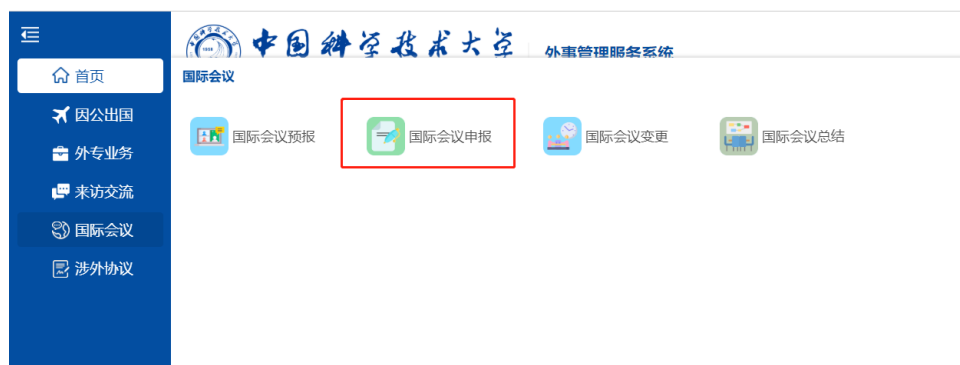 中国科学技术大学 外事管理服务系统
首页
因公出国
外专业务
来访交流
国际会议
涉外协议
国际会议
国际会议预报
国际会议申报
国际会议变更
国际会议总结